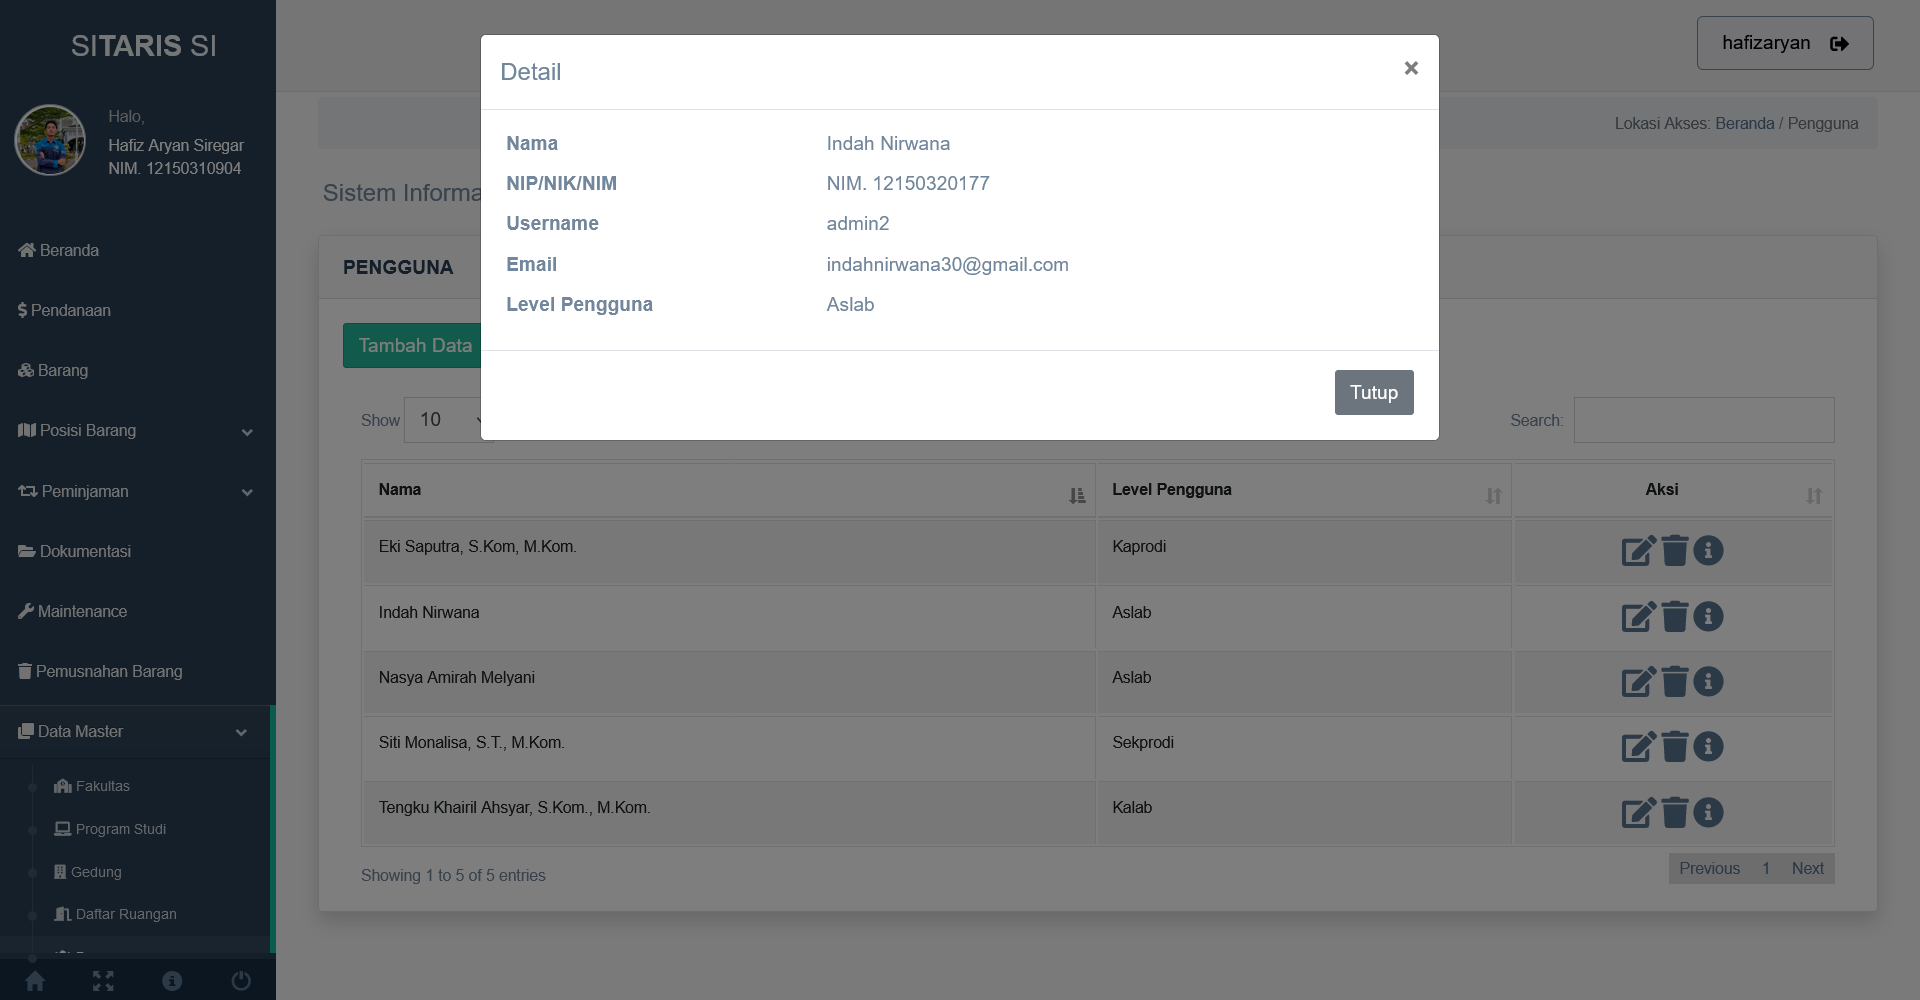 SITARIS SI
Halo,
Hafiz Aryan Siregar
NIM. 12150310904
Beranda
Pendanaan
Barang
Posisi Barang
Peminjaman
Dokumentasi
Maintenance
Pemusnahan Barang
Data Master
Fakultas
Program Studi
Gedung
Daftar Ruangan
hafizaryan
Lokasi Akses: Beranda / Pengguna
Sistem Informa
PENGGUNA
Tambah Data
Detail
×
Nama Indah Nirwana
NIP/NIK/NIM NIM. 12150320177
Username admin2
Email indahnirwana30@gmail.com
Level Pengguna Aslab
Tutup
Show 10
Search:
Nama Level Pengguna Aksi
Eki Saputra, S.Kom, M.Kom. Kaprodi
Indah Nirwana Aslab
Nasya Amirah Melyani Aslab
Siti Monalisa, S.T., M.Kom. Sekprodi
Tengku Khairil Ahsyar, S.Kom., M.Kom. Kalab
Showing 1 to 5 of 5 entries
Previous 1 Next